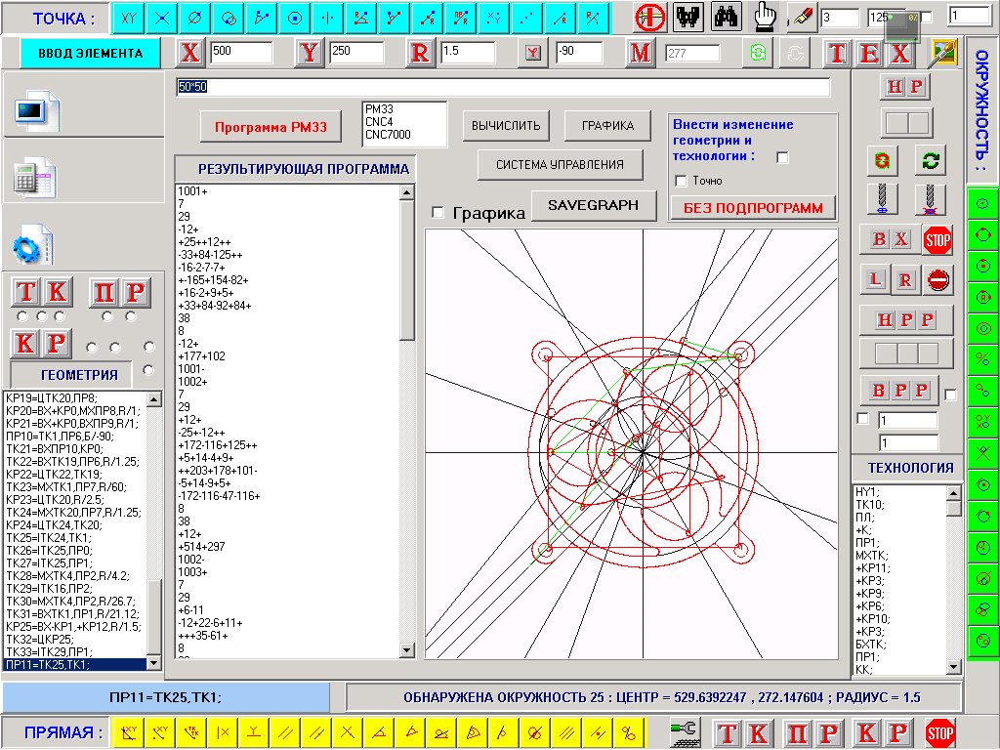 ТОЧКА :
3
125
1
ВВОД ЭЛЕМЕНТА
X
500
Y
250
R
1.5
-90
M
277
T E X
ОКРУЖНОСТЬ :
50*50
Программа РМ33
РМ33
CNC4
CNC7000
ВЫЧИСЛИТЬ
ГРАФИКА
СИСТЕМА УПРАВЛЕНИЯ
Внести изменение
геометрии и
технологии :
Точно
БЕЗ ПОДПРОГРАММ
Графика
SAVEGRAPH
РЕЗУЛЬТИРУЮЩАЯ ПРОГРАММА
1001+
7
29
-12+
+25++12++
-33+84-125++
-16-2-7-7+
+-165+154-82+
+16-2+9+5+
+33+84-92+84+
38
8
-12+
+177+102
1001-
1002+
7
29
+12+
-25+-12++
+172-116+125++
+5+14-4+9+
++203+178+101-
-5+14-9+5+
-172-116-47-116+
8
38
+12+
+514+297
1002-
1003+
7
29
+6-11
-12+22-6+11+
+++35-61+
8
Т К
П Р
К Р
ГЕОМЕТРИЯ
КР19=ЦТК20,ПР8;
КР20=ВХ+КР0,МХПР8,R/1;
КР21=ВХ+КР0,ВХПР9,R/1;
ПР10=ТК1,ПР6,Б/-90;
ТК21=ВХПР10,КР0;
ТК22=ВХТК19,ПР6,R/1.25;
КР22=ЦТК22,ТК19;
ТК23=МХТК1,ПР7,R/60;
КР23=ЦТК20,R/2.5;
ТК24=МХТК20,ПР7,R/1.25;
КР24=ЦТК24,ТК20;
ТК25=IТК24,ТК1;
ТК26=IТК25,ПР0;
ТК27=IТК25,ПР1;
ТК28=МХТК4,ПР2,R/4.2;
ТК29=IТК16,ПР2;
ТК30=МХТК4,ПР2,R/26.7;
ТК31=ВХТК1,ПР1,R/21.12;
КР25=ВХ-КР1,+КР12,R/1.5;
ТК32=ЦКР25;
ТК33=IТК29,ПР1;
ПР11=ТК25,ТК1;
Н Р
В Х
STOP
L R
Н Р Р
В Р Р
1
1
ТЕХНОЛОГИЯ
НУ1;
ТК10;
ПЛ;
+К;
ПР1;
МХТК;
+КР11;
+КР3;
+КР9;
+КР6;
+КР10;
+КР3;
БХТК;
ПР1;
КК;
ПР11=ТК25,ТК1;
ОБНАРУЖЕНА ОКРУЖНОСТЬ 25 : ЦЕНТР = 529.6392247 , 272.147604 ; РАДИУС = 1.5
ПРЯМАЯ :
Т К
П Р
К Р
STOP